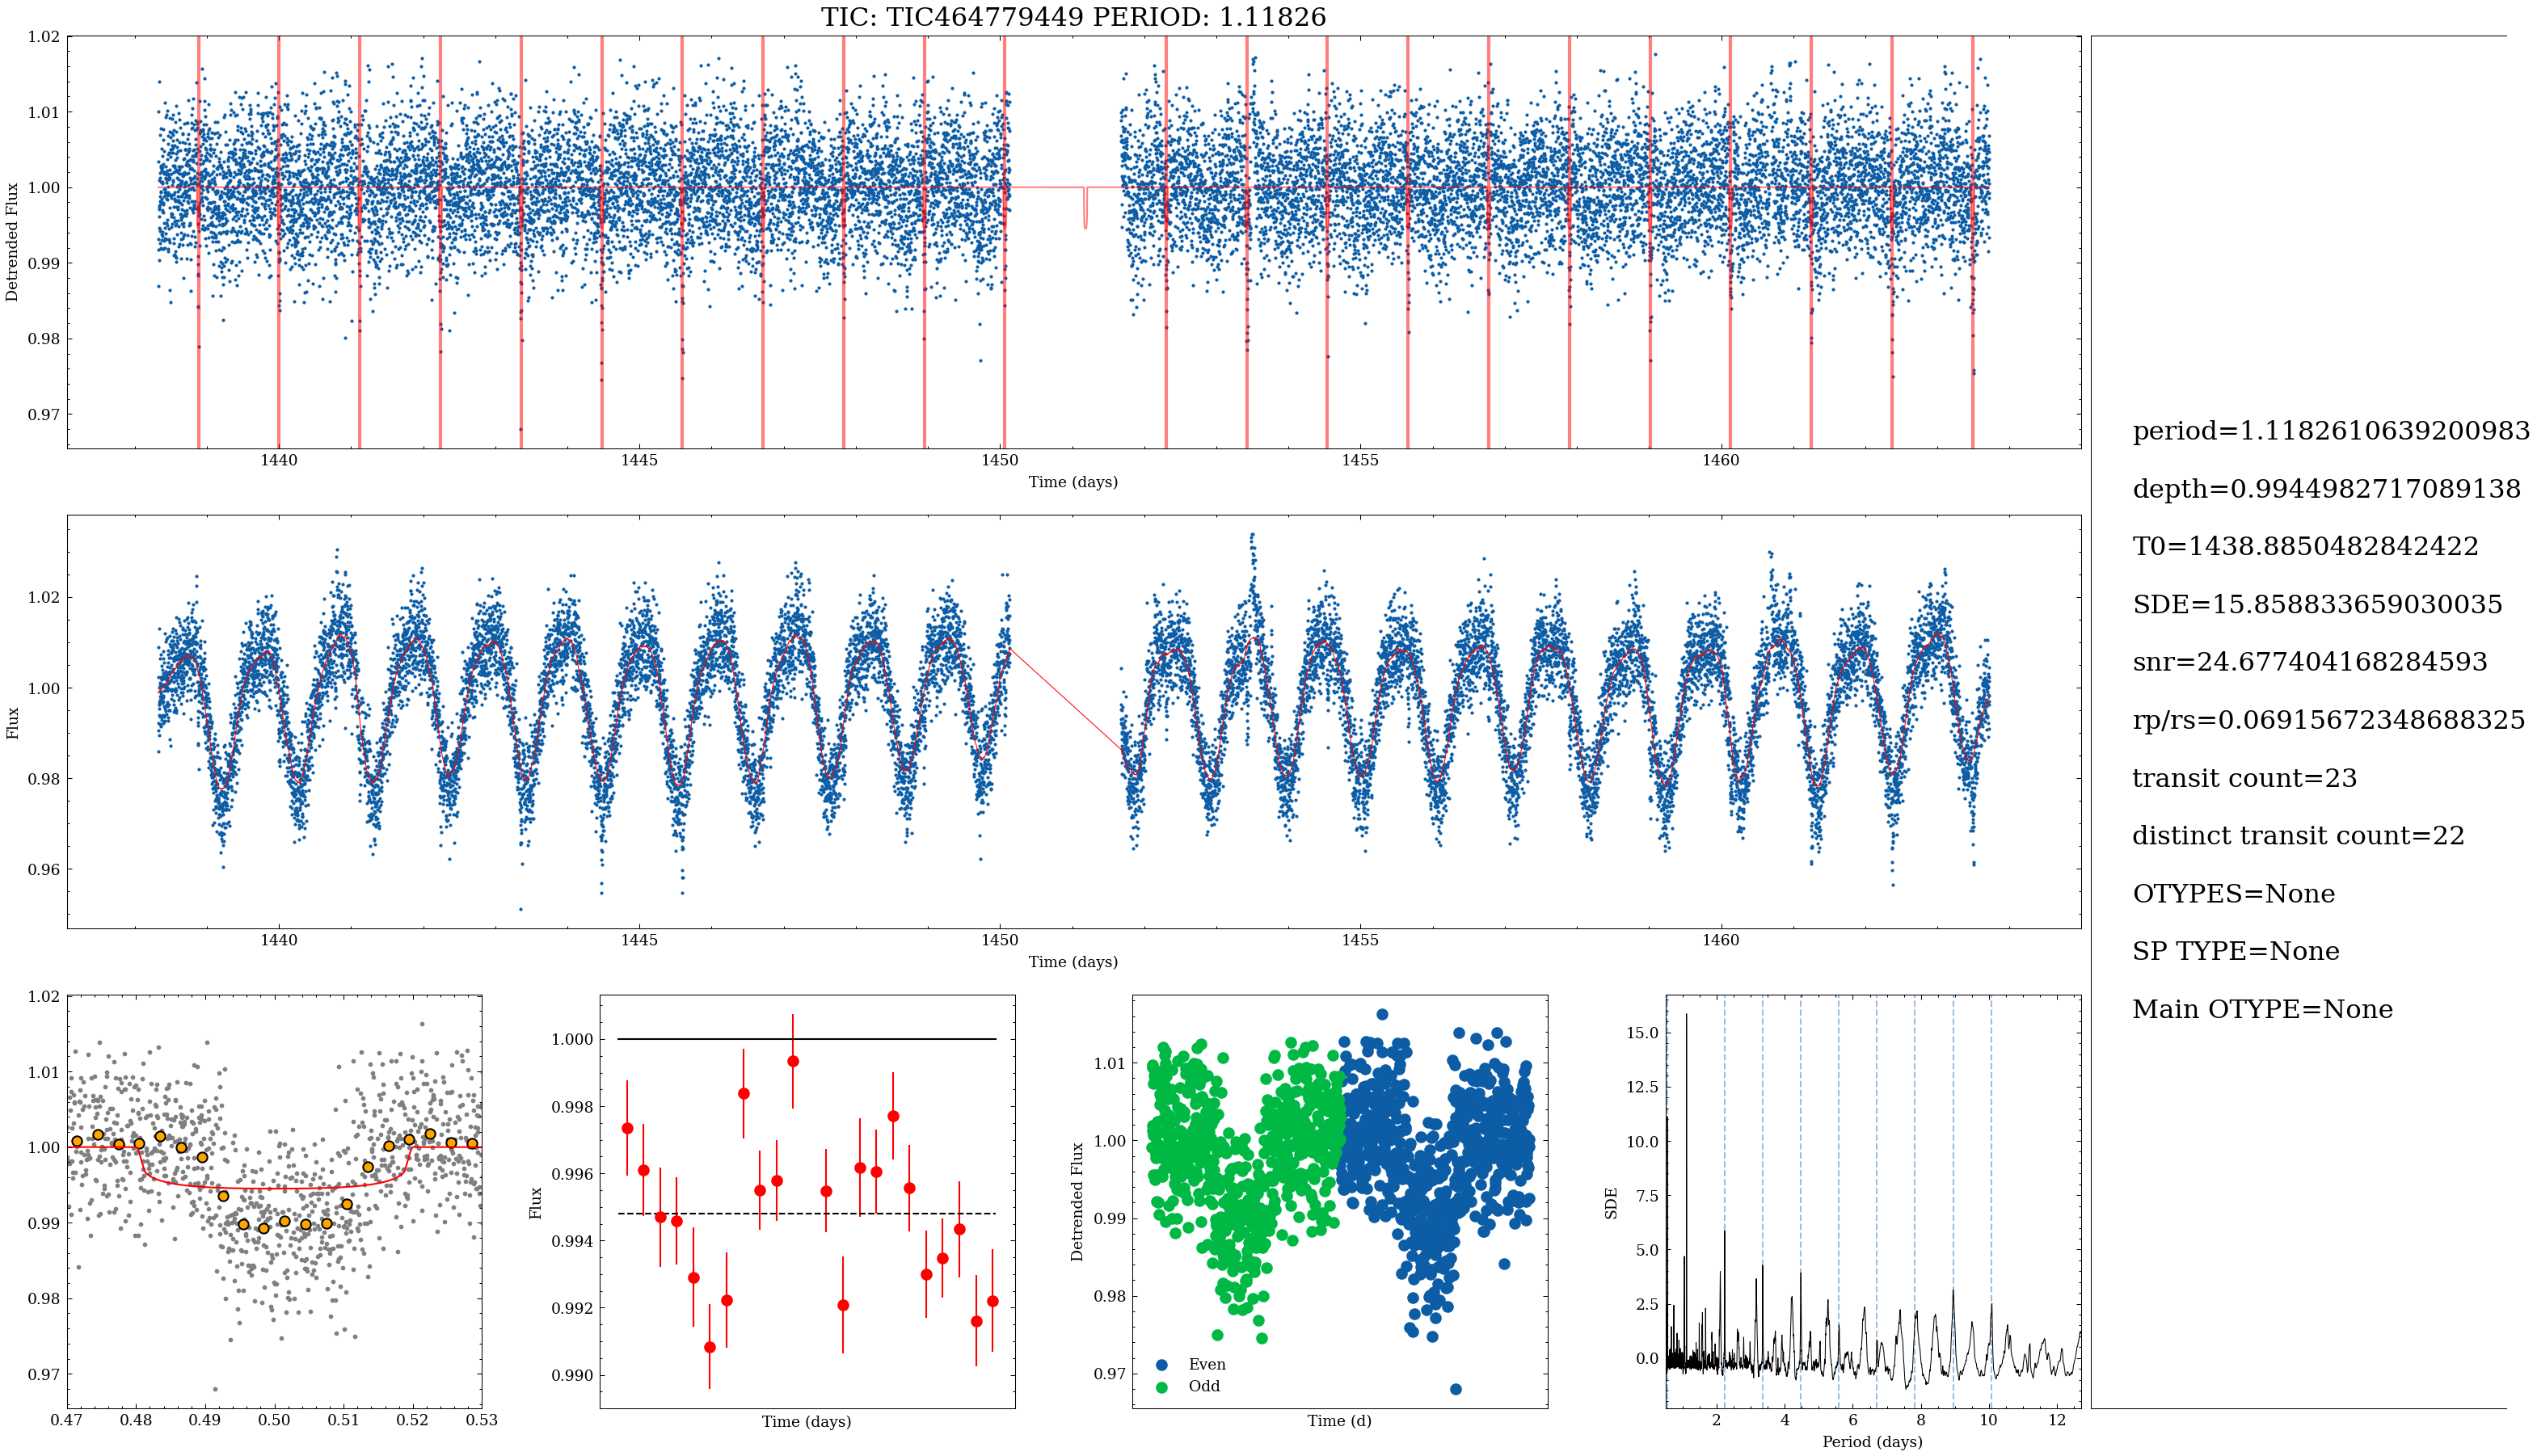 TIC: TIC464779449 PERIOD: 1.11826
1.02
1.01
1.00
0.99
0.98
0.97
Detrended Flux
1440
1445
1450
1455
1460
Time (days)
1.02
1.00
0.98
0.96
Flux
1440
1445
1450
1455
1460
Time (days)
1.02
1.01
1.00
0.99
0.98
0.97
0.47
0.48
0.49
0.50
0.51
0.52
0.53
1.000
0.998
0.996
0.994
0.992
0.990
Flux
Time (days)
1.01
1.00
0.99
0.98
0.97
Detrended Flux
Even
Odd
Time (d)
15.0
12.5
10.0
7.5
5.0
2.5
0.0
SDE
2
4
6
8
10
12
Period (days)
period=1.1182610639200983
depth=0.9944982717089138
T0=1438.8850482842422
SDE=15.858833659030035
snr=24.677404168284593
rp/rs=0.06915672348688325
transit count=23
distinct transit count=22
OTYPES=None
SP TYPE=None
Main OTYPE=None